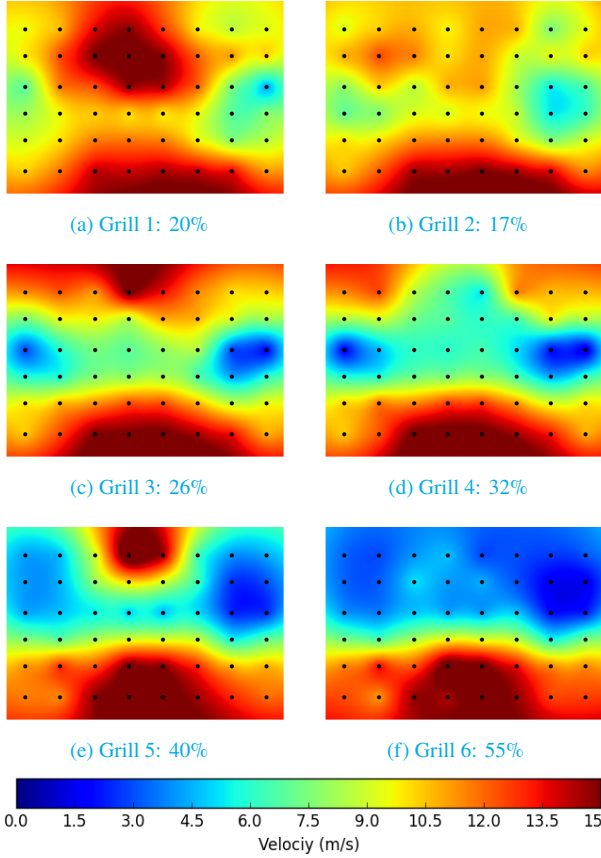 (a) Grill 1: 20%
(b) Grill 2: 17%
(c) Grill 3: 26%
(d) Grill 4: 32%
(e) Grill 5: 40%
(f) Grill 6: 55%
0.0 1.5 3.0 4.5 6.0 7.5 9.0 10.5 12.0 13.5 15.
Velociy (m/s)